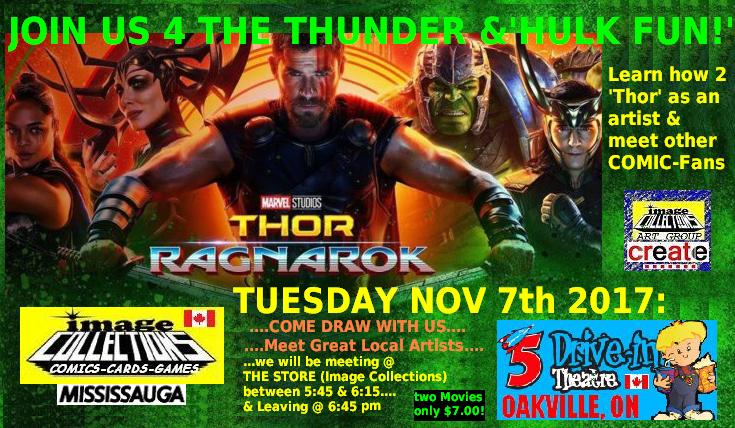 JOIN US 4 THE THUNDER &'HULK FUN!'
Learn how 2
'Thor' as an
artist &
meet other
COMIC-Fans
MARVEL STUDIOS
THOR
RAGNAROK
image
COLLECTIONS
ART GROUP
create
TUESDAY NOV 7th 2017:
....COME DRAW WITH US....
....Meet Great Local Artists....
...we will be meeting @
THE STORE (Image Collections)
between 5:45 & 6:15....
& Leaving @ 6:45 pm
two Movies
only $7.00!
image
COLLECTIONS
COMICS-CARDS-GAMES
MISSISSAUGA
5 Drive-in
Theatre
OAKVILLE, ON